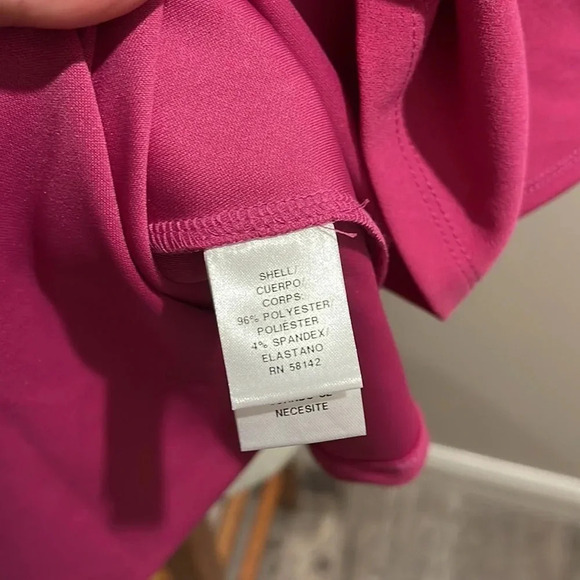 SHELL/
CUERPO/
CORPS:
96% POLYESTER/
POLIESTER
4% SPANDEX/
ELASTANO
RN 58142
NECESITE